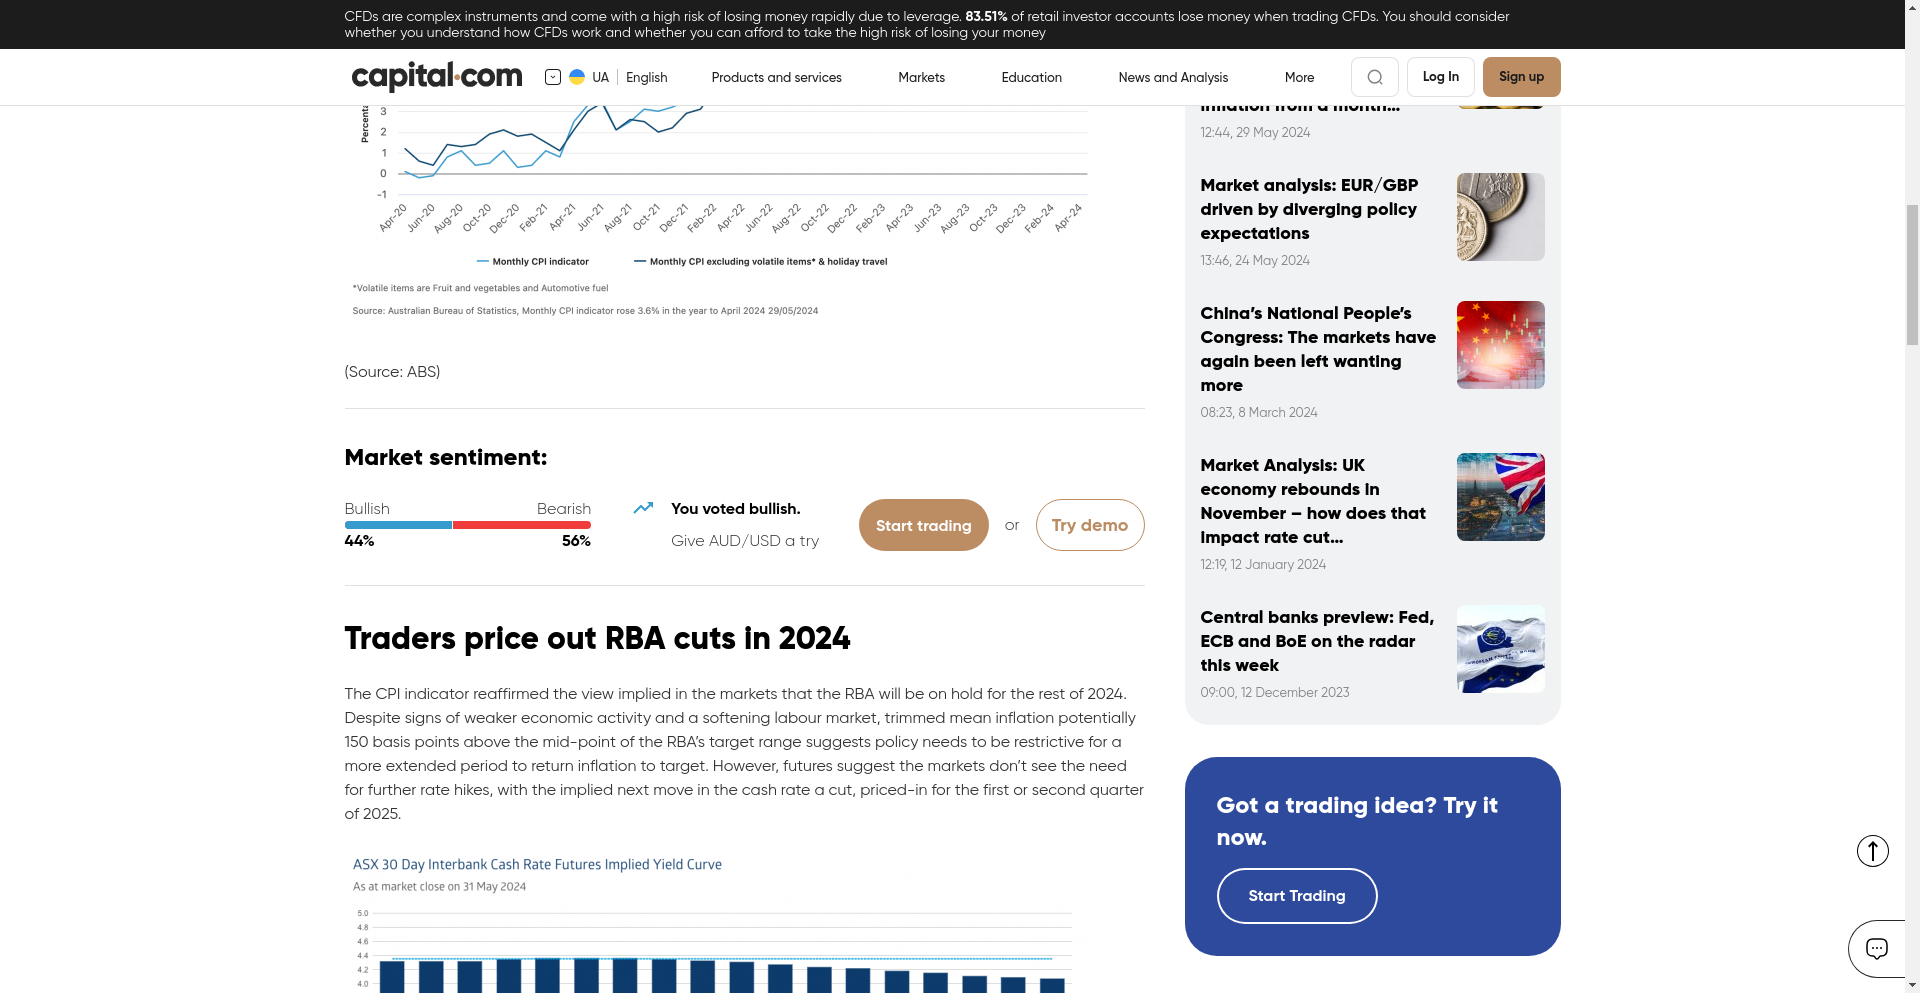 CFDs are complex instruments and come with a high risk of losing money rapidly due to leverage. 83.51% of retail investor accounts lose money when trading CFDs. You should consider
whether you understand how CFDs work and whether you can afford to take the high risk of losing your money
capital.com
UA
English
Products and services
Markets
Education
News and Analysis
More
Log In
Sign up
3
2
1
0
-1
Apr-20
Jun-20
Aug-20
Oct-20
Dec-20
Feb-21
Apr-21
Jun-21
Aug-21
Oct-21
Dec-21
Feb-22
Apr-22
Jun-22
Aug-22
Oct-22
Dec-22
Feb-23
Apr-23
Jun-23
Aug-23
Oct-23
Dec-23
Feb-24
Apr-24
Monthly CPI indicator
Monthly CPI excluding volatile items* & holiday travel
*Volatile items are Fruit and vegetables and Automotive fuel
Source: Australian Bureau of Statistics, Monthly CPI indicator rose 3.6% in the year to April 2024 29/05/2024
(Source: ABS)
Market sentiment:
Bullish
Bearish
44%
56%
You voted bullish.
Give AUD/USD a try
Start trading
or
Try demo
Traders price out RBA cuts in 2024
The CPI indicator reaffirmed the view implied in the markets that the RBA will be on hold for the rest of 2024.
Despite signs of weaker economic activity and a softening labour market, trimmed mean inflation potentially
150 basis points above the mid-point of the RBA's target range suggests policy needs to be restrictive for a
more extended period to return inflation to target. However, futures suggest the markets don't see the need
for further rate hikes, with the implied next move in the cash rate a cut, priced-in for the first or second quarter
of 2025.
ASX 30 Day Interbank Cash Rate Futures Implied Yield Curve
As at market close on 31 May 2024
5.0
4.8
4.6
4.4
4.2
4.0
inflation from a month...
12:44, 29 May 2024
Market analysis: EUR/GBP
driven by diverging policy
expectations
13:46, 24 May 2024
China's National People's
Congress: The markets have
again been left wanting
more
08:23, 8 March 2024
Market Analysis: UK
economy rebounds in
November – how does that
impact rate cut...
12:19, 12 January 2024
Central banks preview: Fed,
ECB and BoE on the radar
this week
09:00, 12 December 2023
Got a trading idea? Try it
now.
Start Trading